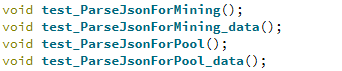 void test_ParseJsonForMining();
void test_ParseJsonForMining_data();
void test_ParseJsonForPool();
void test_ParseJsonForPool_data();